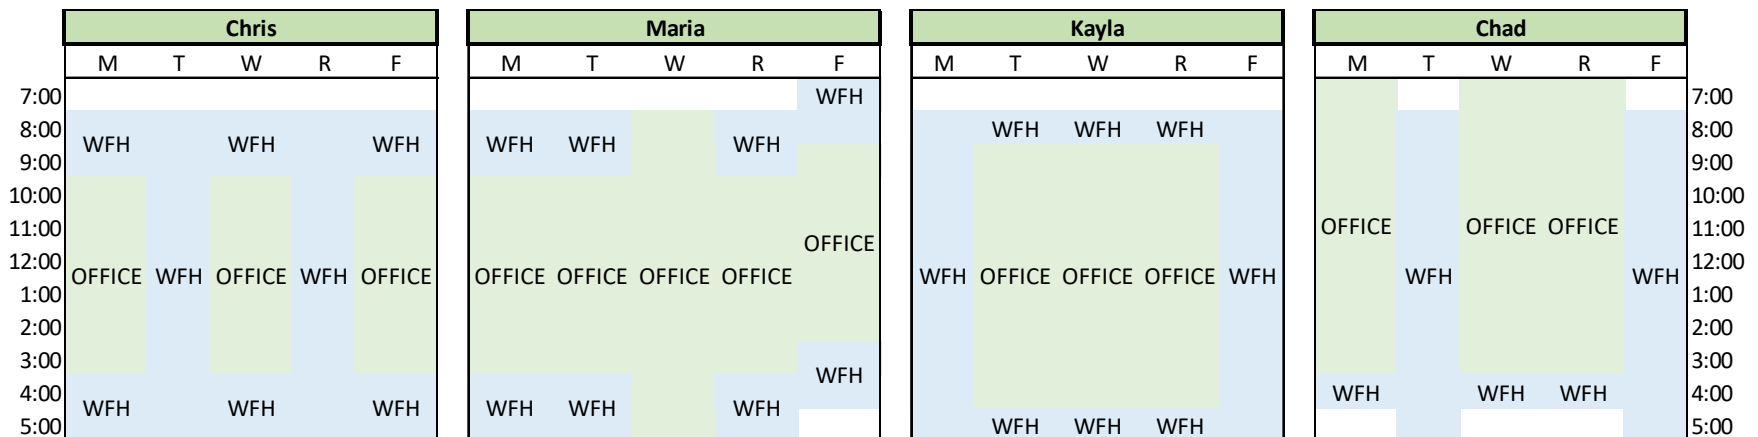 Chris Maria Kayla Chad
M T W R F M T W R F M T W R F M T W R F
7:00 WFH 7:00
8:00 WFH WFH WFH 8:00
WFH WFH WFH WFH WFH WFH
9:00 9:00
10:00 10:00
11:00 OFFICE OFFICE OFFICE 11:00
OFFICE
12:00 12:00
OFFICE WFH OFFICE WFH OFFICE OFFICE OFFICE OFFICE OFFICE WFH OFFICE OFFICE OFFICE WFH WFH WFH
1:00 1:00
2:00 2:00
3:00 3:00
WFH
4:00 WFH WFH WFH 4:00
WFH WFH WFH WFH WFH WFH
5:00 WFH WFH WFH 5:00